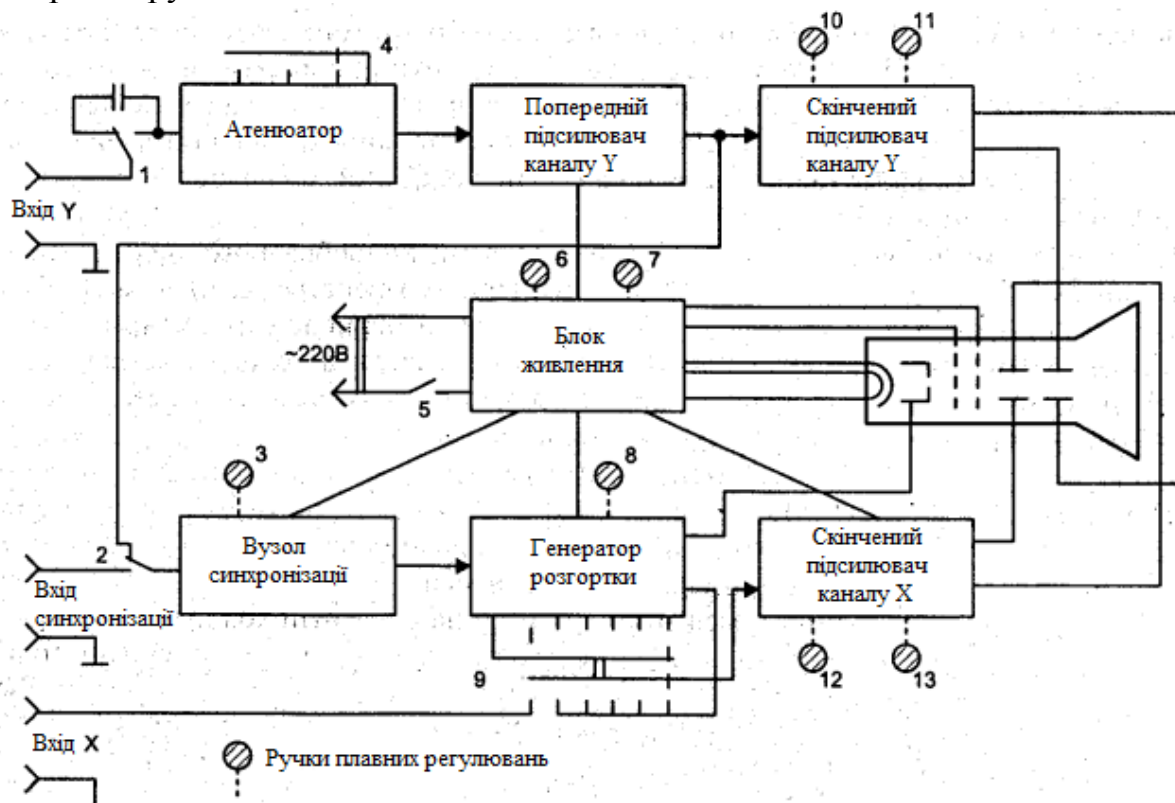 10
11
4
Атенюатор
Попередній
підсилювач
каналу Y
Скінчений
підсилювач
каналу Y
1
Вхід Y
6
7
~220В
Блок
живлення
5
3
8
2
Вузол
синхронізації
Генератор
розгортки
Скінчений
підсилювач
каналу X
Вхід
синхронізації
9
12
13
Вхід X
Ручки плавних регулювань